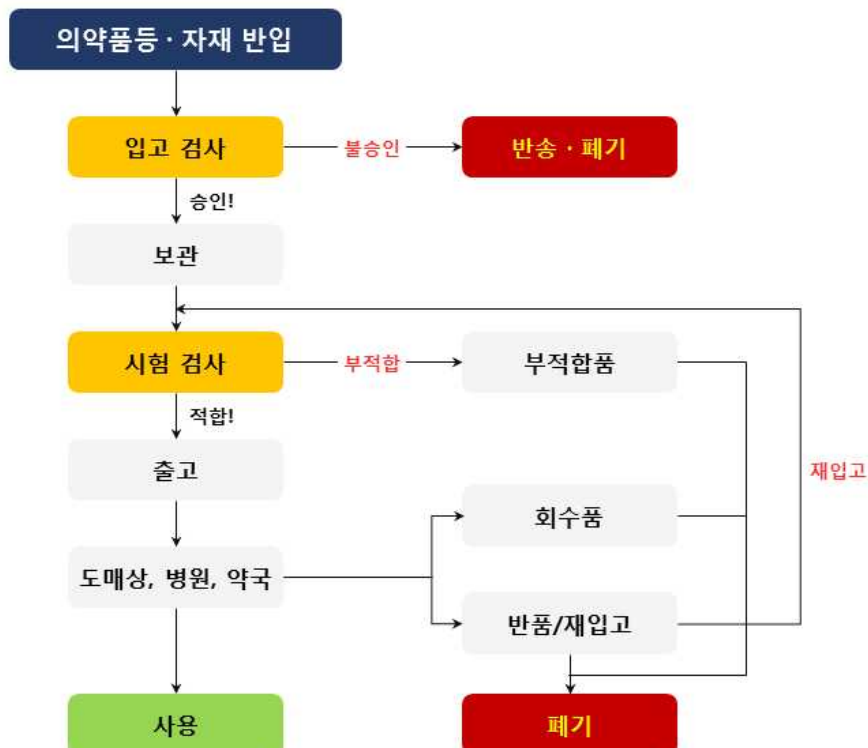 의약품등 · 자재 반입
입고 검사
불승인
반송 · 폐기
승인!
보관
시험 검사
부적합
부적합품
적합!
출고
재입고
회수품
도매상, 병원, 약국
반품/재입고
사용
폐기